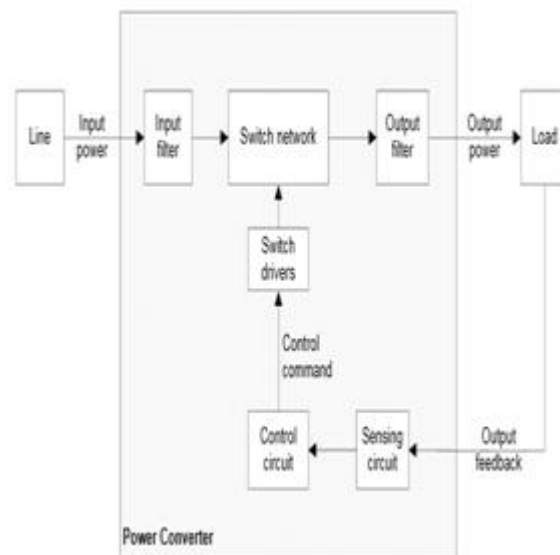 Line
Input
power
Input
filter
Switch network
Output
filter
Output
power
Load
Switch
drivers
Control
command
Control
circuit
Sensing
circuit
Output
feedback
Power Converter